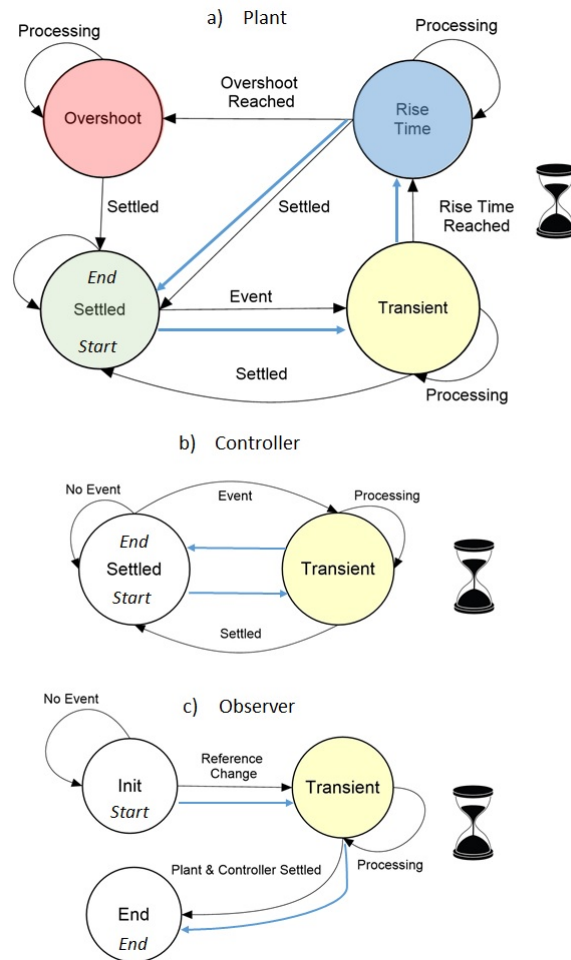 a) Plant
Processing
Processing
Overshoot
Reached
Overshoot
Rise
Time
Settled
Settled
Rise Time
Reached
End
Settled
Start
Event
Transient
Settled
Processing
b) Controller
No Event
Event
Processing
End
Settled
Start
Transient
Settled
c) Observer
No Event
Reference
Change
Init
Start
Transient
Plant & Controller Settled
Processing
End
End